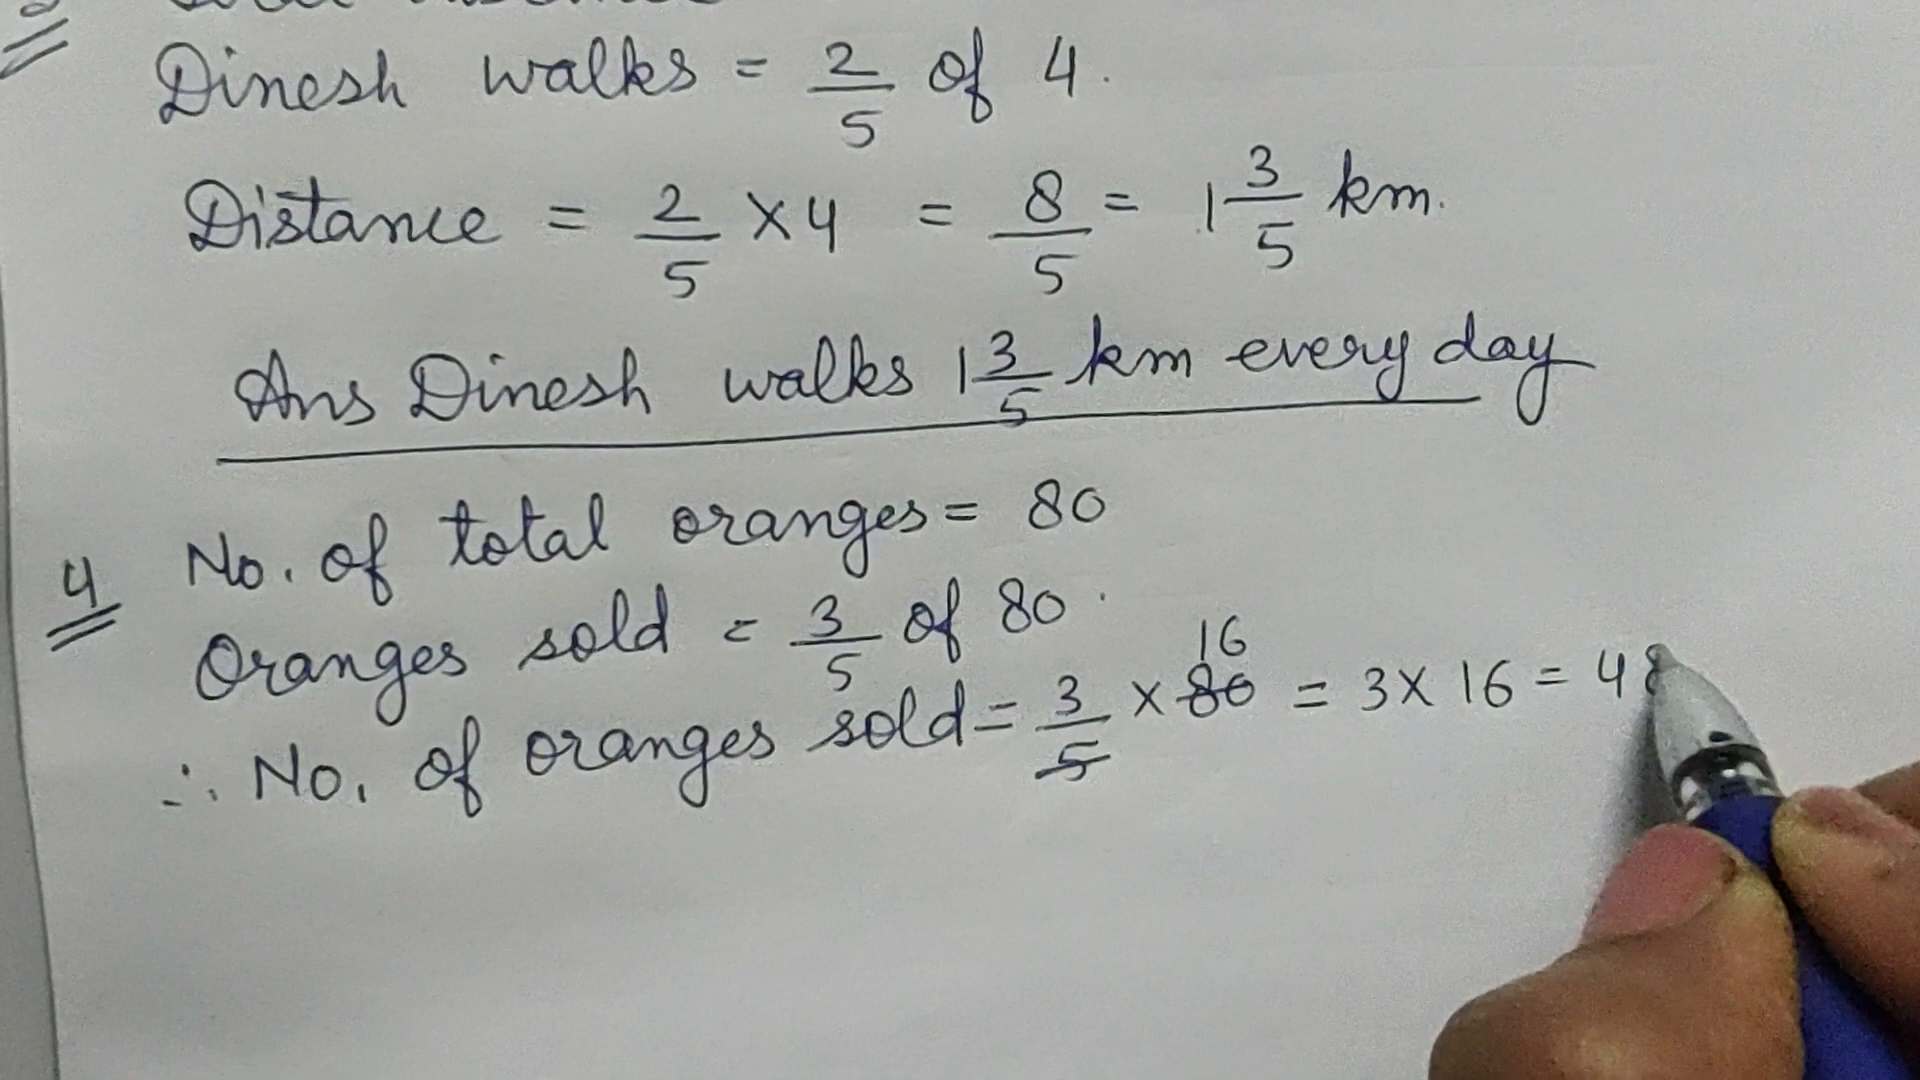 Dinesh walks = 2/5 of 4.
Distance = 2/5 × 4 = 8/5 = 1 3/5 km.
Ans Dinesh walks 1 3/5 km every day
4 No. of total oranges = 80
Oranges sold = 3/5 of 80.
∴ No. of oranges sold = 3/5 × 80 16 = 3 × 16 = 48